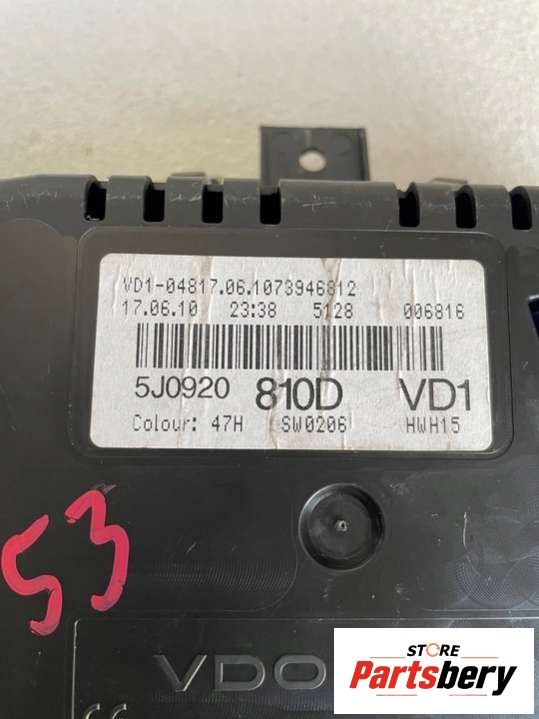 VD1-04817.06.1073946812
17.06.10 23:38 5128 006816
5J0920 810D VD1
Colour: 47H SW0206 HWH15
53
VDO
STORE
Partsbery